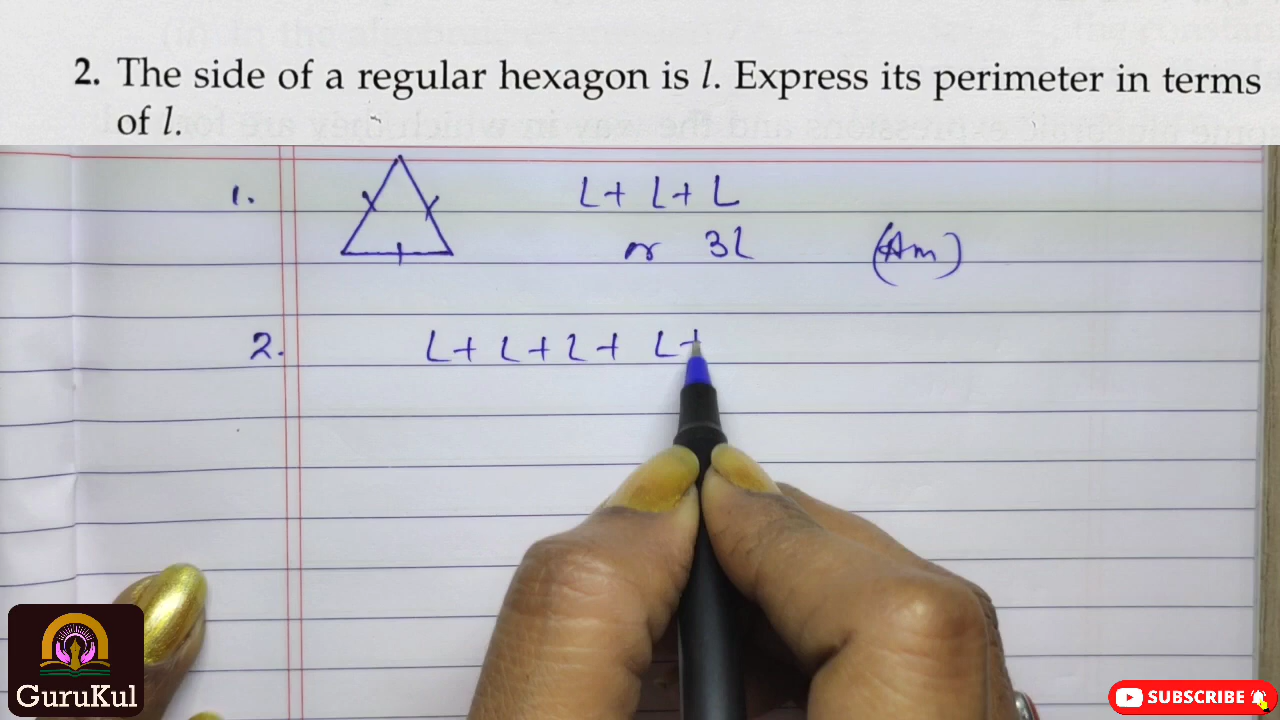 2. The side of a regular hexagon is l. Express its perimeter in terms
of l.
1. L + L + L
or 3l (Ans)
2. L + L + L + L +
GuruKul
SUBSCRIBE